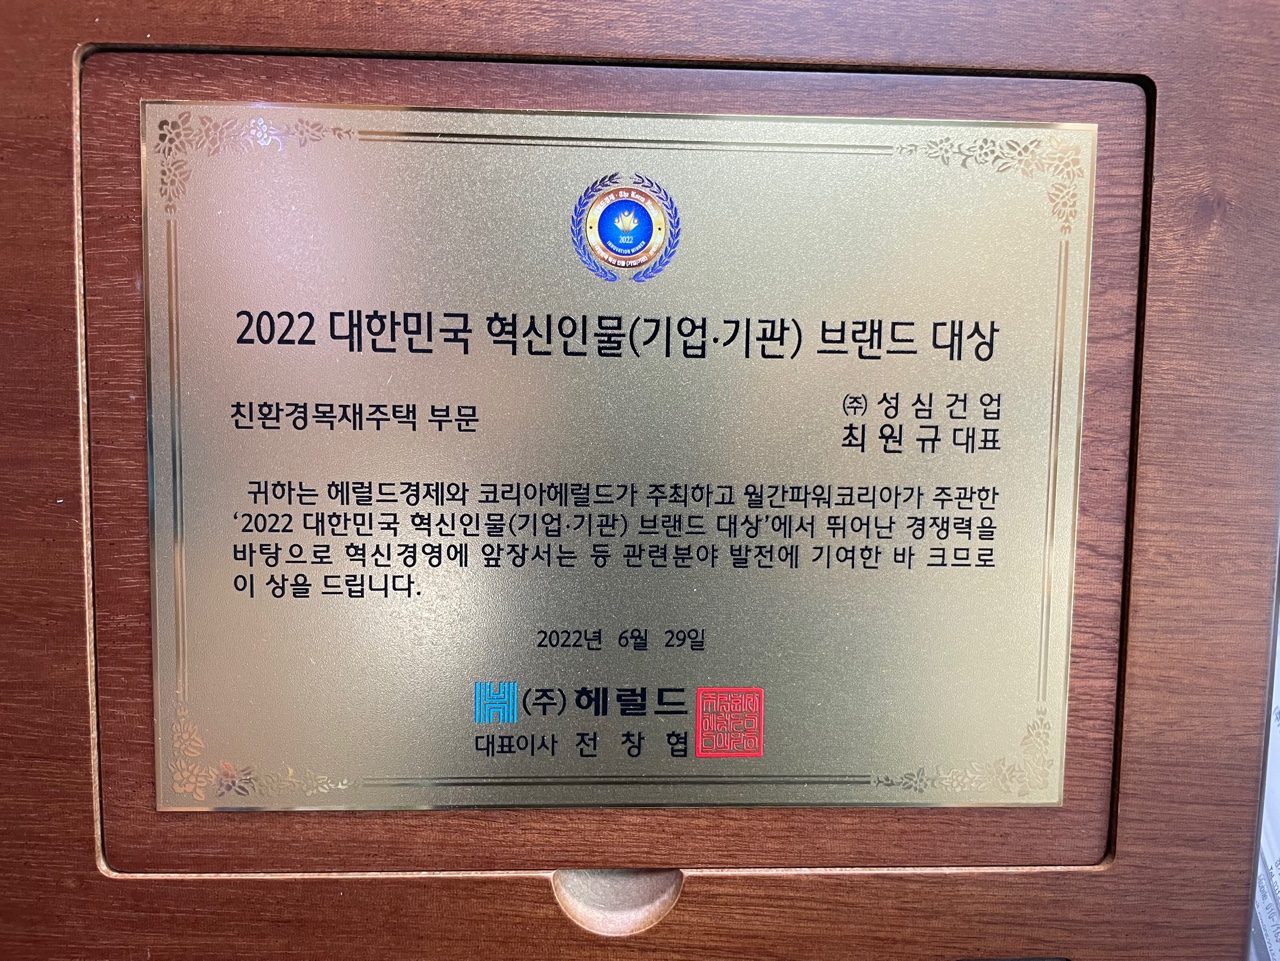 2022
INNOVATION WINNER
2022 대한민국 혁신인물(기업·기관) 브랜드 대상
친환경목재주택 부문
㈜ 성심건업
최원규 대표
귀하는 헤럴드경제와 코리아헤럴드가 주최하고 월간파워코리아가 주관한
‘2022 대한민국 혁신인물(기업·기관) 브랜드 대상’에서 뛰어난 경쟁력을
바탕으로 혁신경영에 앞장서는 등 관련분야 발전에 기여한 바 크므로
이 상을 드립니다.
2022년 6월 29일
(주)헤럴드
대표이사 전창협